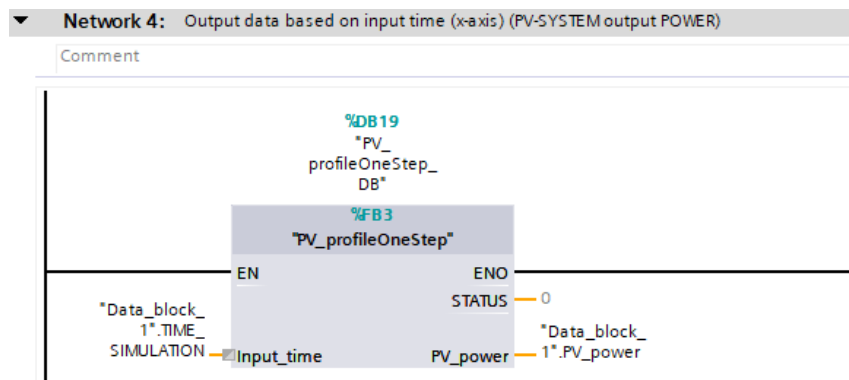 Network 4: Output data based on input time (x-axis) (PV-SYSTEM output POWER)
Comment
%DB19
"PV_
profileOneStep_
DB"
%FB3
"PV_profileOneStep"
EN ENO
STATUS 0
"Data_block_
1".TIME_
SIMULATION
Input_time
PV_power
"Data_block_
1".PV_power